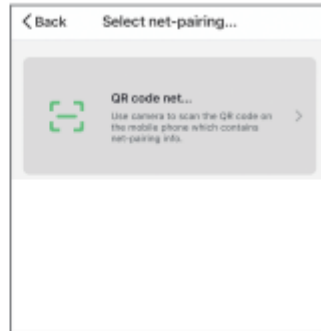 Back Select net-pairing...
QR code net...
Use camera to scan the QR code on
the mobile phone which contains
net-pairing info.